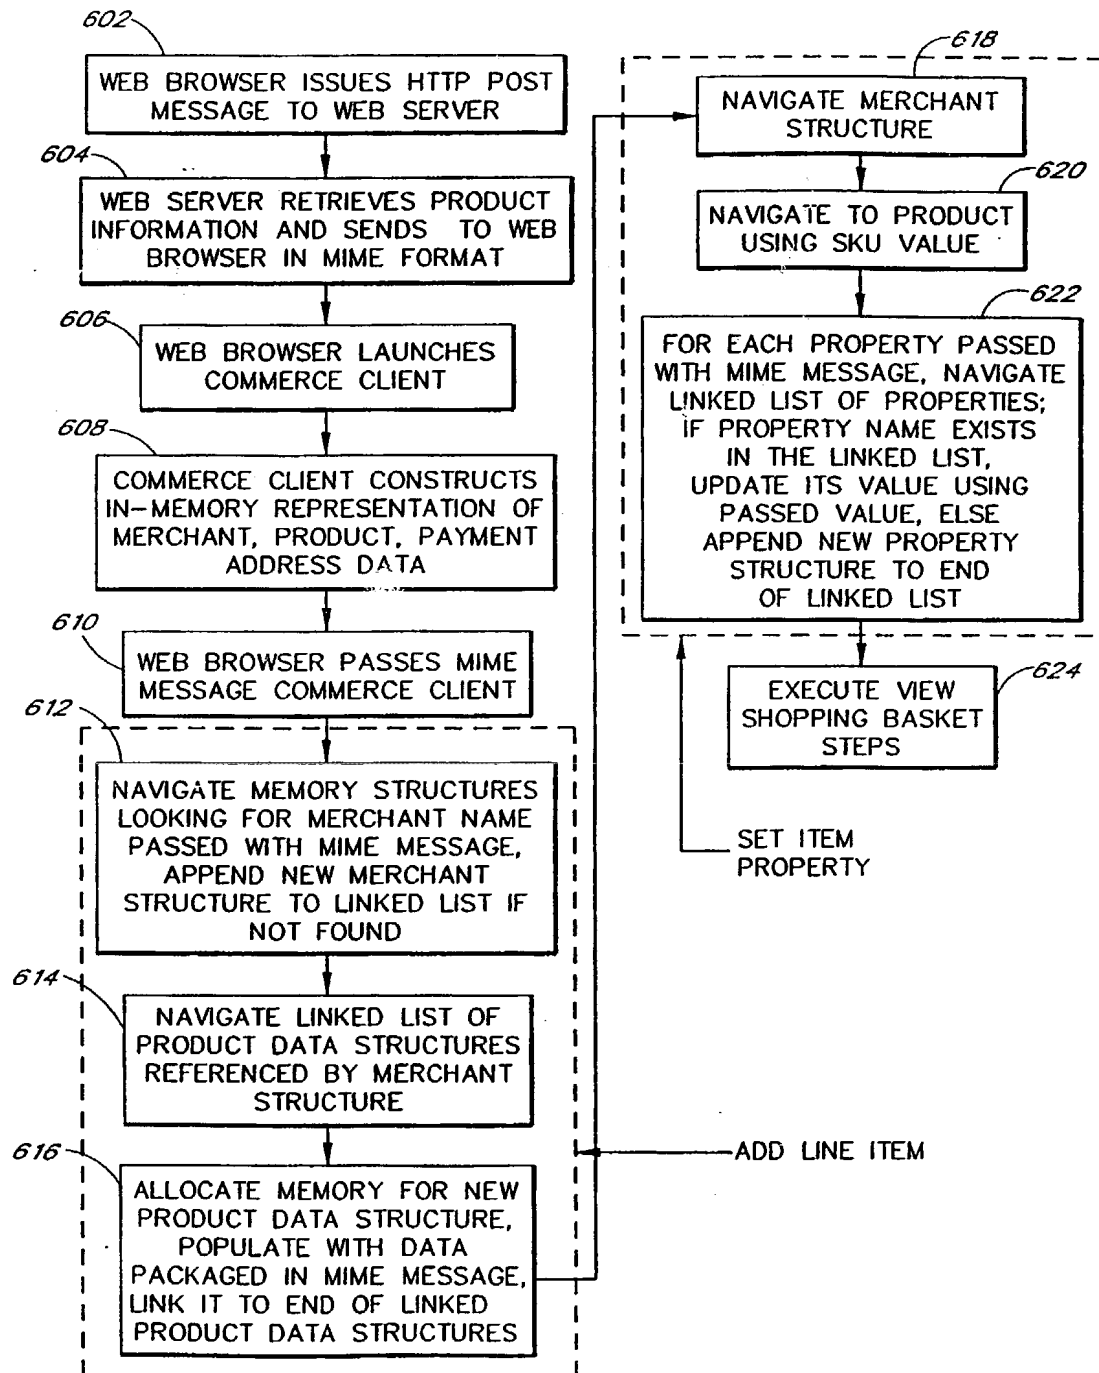 602
WEB BROWSER ISSUES HTTP POST
MESSAGE TO WEB SERVER
604
WEB SERVER RETRIEVES PRODUCT
INFORMATION AND SENDS TO WEB
BROWSER IN MIME FORMAT
606
WEB BROWSER LAUNCHES
COMMERCE CLIENT
608
COMMERCE CLIENT CONSTRUCTS
IN-MEMORY REPRESENTATION OF
MERCHANT, PRODUCT, PAYMENT
ADDRESS DATA
610
WEB BROWSER PASSES MIME
MESSAGE COMMERCE CLIENT
612
NAVIGATE MEMORY STRUCTURES
LOOKING FOR MERCHANT NAME
PASSED WITH MIME MESSAGE,
APPEND NEW MERCHANT
STRUCTURE TO LINKED LIST IF
NOT FOUND
614
NAVIGATE LINKED LIST OF
PRODUCT DATA STRUCTURES
REFERENCED BY MERCHANT
STRUCTURE
616
ALLOCATE MEMORY FOR NEW
PRODUCT DATA STRUCTURE,
POPULATE WITH DATA
PACKAGED IN MIME MESSAGE,
LINK IT TO END OF LINKED
PRODUCT DATA STRUCTURES
ADD LINE ITEM
618
NAVIGATE MERCHANT
STRUCTURE
620
NAVIGATE TO PRODUCT
USING SKU VALUE
622
FOR EACH PROPERTY PASSED
WITH MIME MESSAGE, NAVIGATE
LINKED LIST OF PROPERTIES;
IF PROPERTY NAME EXISTS
IN THE LINKED LIST,
UPDATE ITS VALUE USING
PASSED VALUE, ELSE
APPEND NEW PROPERTY
STRUCTURE TO END
OF LINKED LIST
624
EXECUTE VIEW
SHOPPING BASKET
STEPS
SET ITEM
PROPERTY